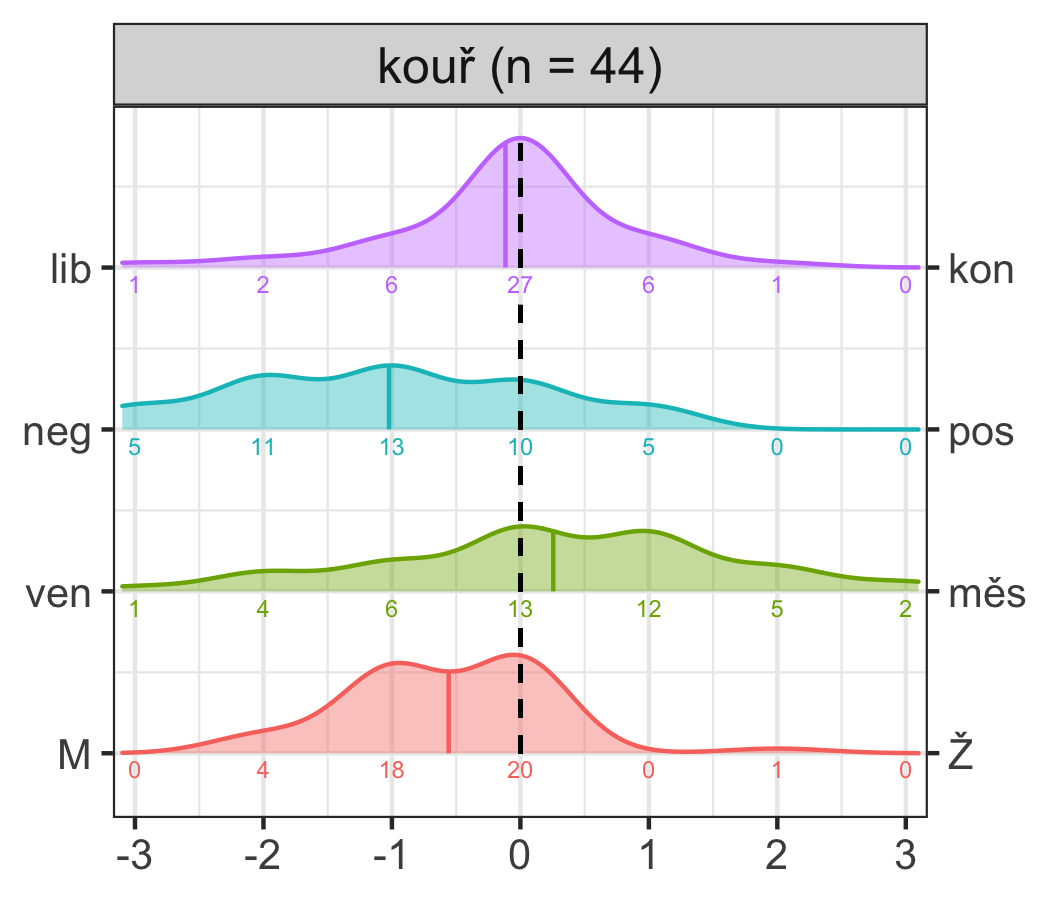 kouř (n = 44)
lib kon
1 2 6 27 6 1 0
neg pos
5 11 13 10 5 0 0
ven měs
1 4 6 13 12 5 2
M Ž
0 4 18 20 0 1 0
-3 -2 -1 0 1 2 3